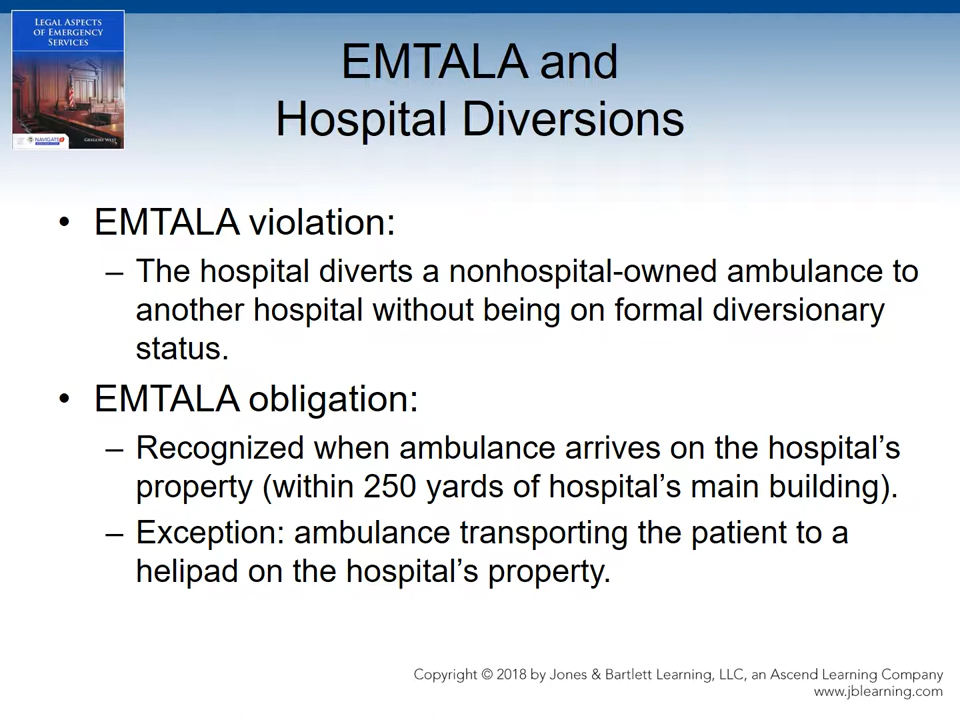 LEGAL ASPECTS
OF EMERGENCY
SERVICES
NAVIGATE
GREGORY WEST
EMTALA and
Hospital Diversions
• EMTALA violation:
– The hospital diverts a nonhospital-owned ambulance to
another hospital without being on formal diversionary
status.
• EMTALA obligation:
– Recognized when ambulance arrives on the hospital’s
property (within 250 yards of hospital’s main building).
– Exception: ambulance transporting the patient to a
helipad on the hospital’s property.
Copyright © 2018 by Jones & Bartlett Learning, LLC, an Ascend Learning Company
www.jblearning.com